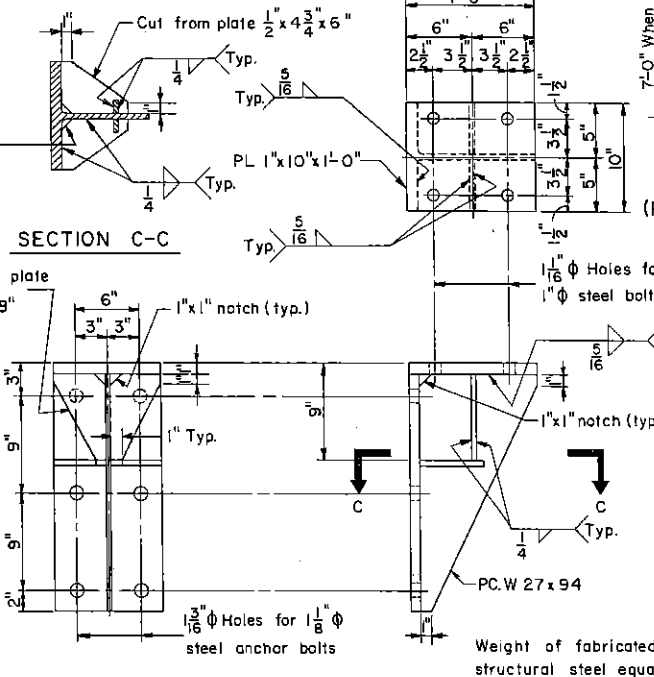 1"
Cut from plate 1/2" x 4 3/4" x 6"
1/4
Typ.
1"
1/4
Typ.
SECTION C-C
6" 6"
2 1/2" 3 1/2" 3 1/2" 2 1/2"
5/16
Typ.
PL 1"x10"x1'-0"
5/16
Typ.
1 1/2"
3 1/2"
3 1/2"
1 1/2"
5"
5"
10"
7'-0" When
1 1/16" ϕ Holes fo
1" ϕ steel bolt
plate
6"
3" 3"
1"x1" notch (typ.)
1"
1" Typ.
3"
9"
9"
2"
1 3/16" ϕ Holes for 1 1/8" ϕ
steel anchor bolts
9"
5/16
1"
1"x1" notch (typ
C C
1/4
Typ.
PC. W 27 x 94
1"
Weight of fabricated
structural steel equa